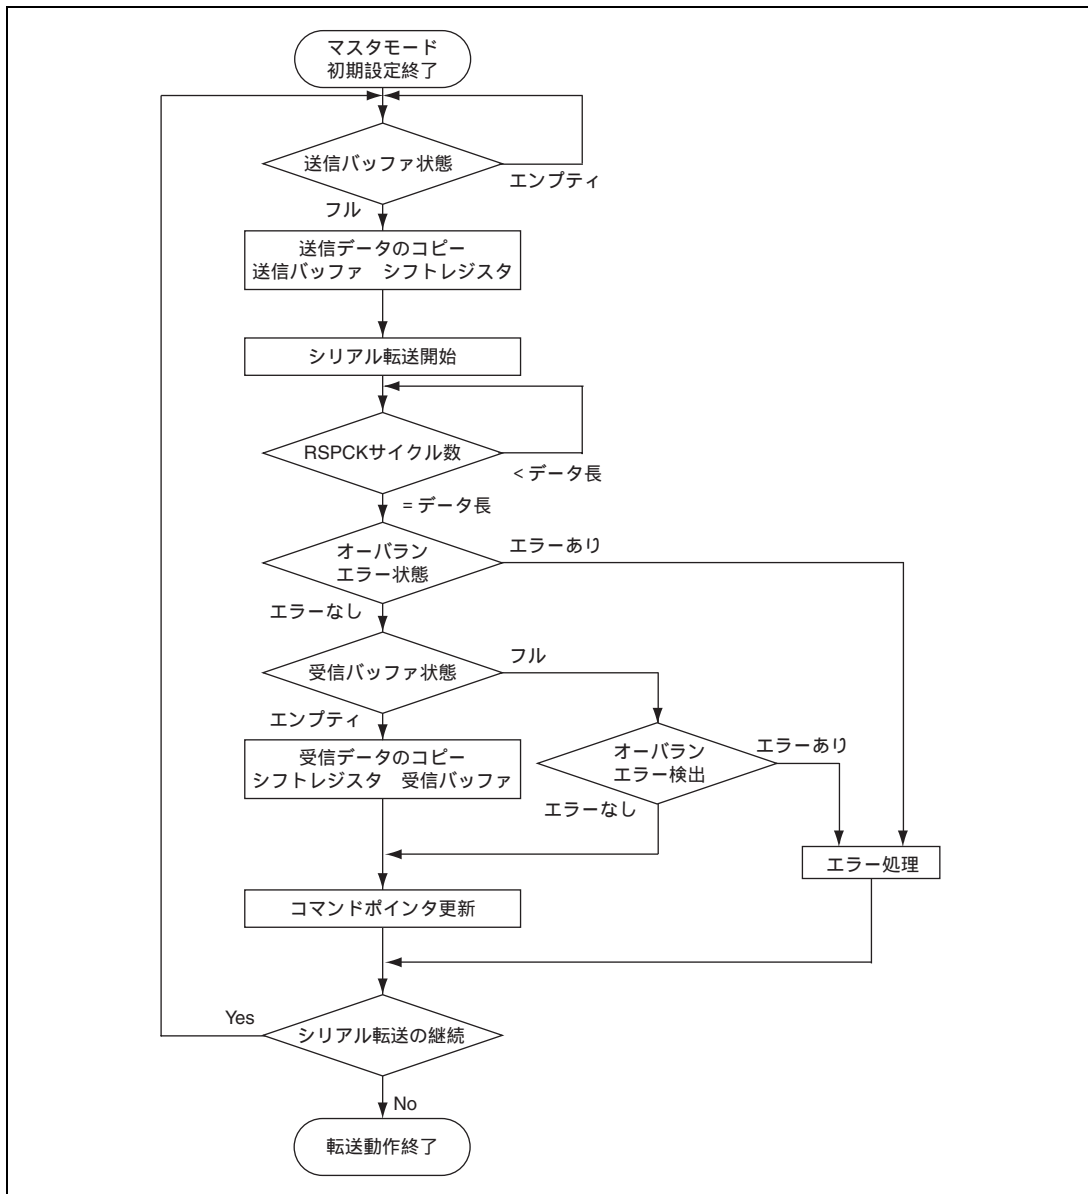 マスタモード
初期設定終了
送信バッファ状態
エンプティ
フル
送信データのコピー
送信バッファ　シフトレジスタ
シリアル転送開始
RSPCKサイクル数
< データ長
= データ長
オーバラン
エラー状態
エラーあり
エラーなし
受信バッファ状態
フル
エンプティ
受信データのコピー
シフトレジスタ　受信バッファ
オーバラン
エラー検出
エラーあり
エラーなし
エラー処理
コマンドポインタ更新
Yes
シリアル転送の継続
No
転送動作終了